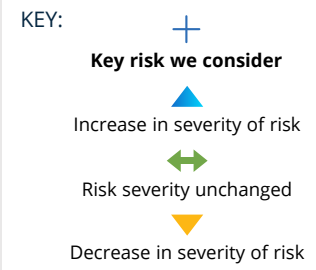 KEY:
Key risk we consider
Increase in severity of risk
Risk severity unchanged
Decrease in severity of risk